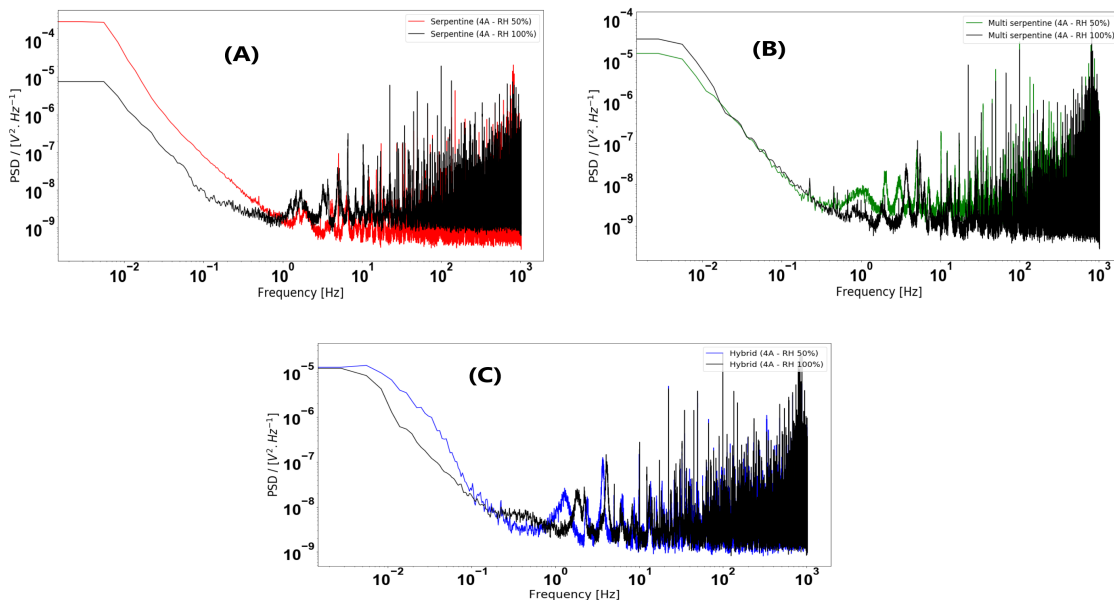 (A)
Serpentine (4A - RH 50%)
Serpentine (4A - RH 100%)
PSD / [V².Hz⁻¹]
10⁻⁴
10⁻⁵
10⁻⁶
10⁻⁷
10⁻⁸
10⁻⁹
10⁻² 10⁻¹ 10⁰ 10¹ 10² 10³
Frequency [Hz]
(B)
Multi serpentine (4A - RH 50%)
Multi serpentine (4A - RH 100%)
PSD / [V².Hz⁻¹]
10⁻⁴
10⁻⁵
10⁻⁶
10⁻⁷
10⁻⁸
10⁻⁹
10⁻² 10⁻¹ 10⁰ 10¹ 10² 10³
Frequency [Hz]
(C)
Hybrid (4A - RH 50%)
Hybrid (4A - RH 100%)
PSD / [V².Hz⁻¹]
10⁻⁵
10⁻⁶
10⁻⁷
10⁻⁸
10⁻⁹
10⁻² 10⁻¹ 10⁰ 10¹ 10² 10³
Frequency [Hz]